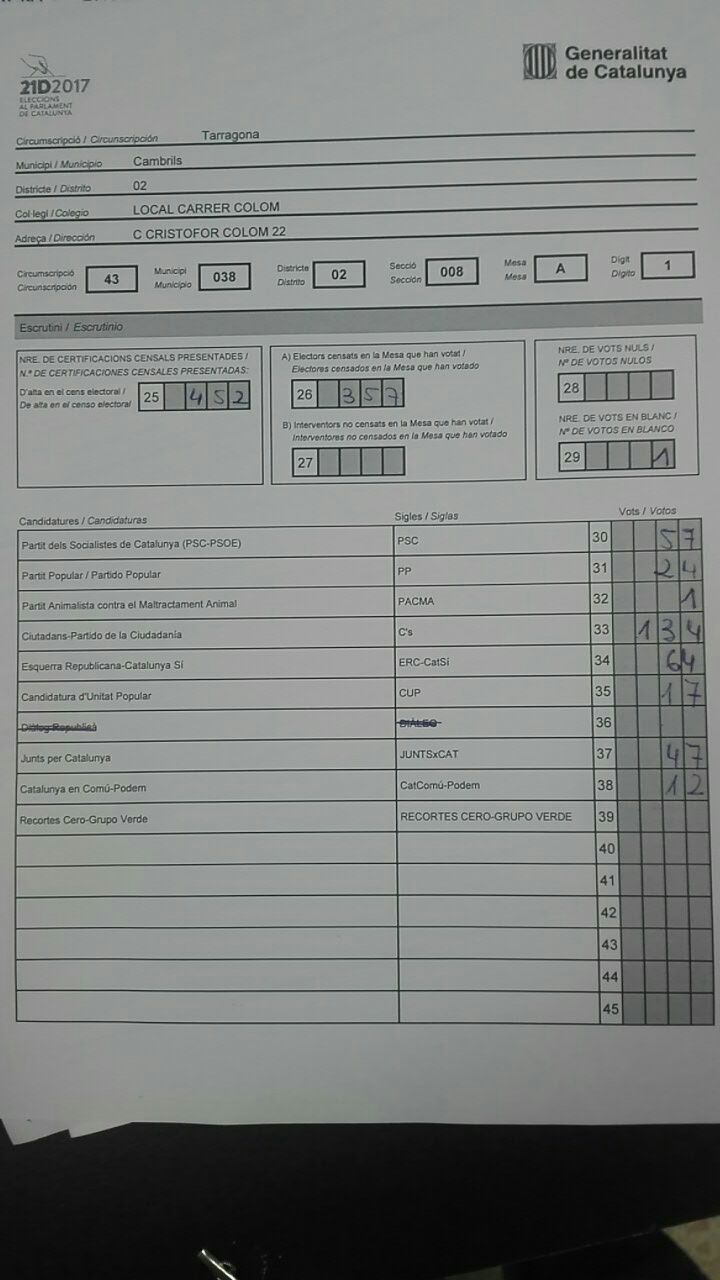 21D2017
ELECCIONS
AL PARLAMENT
DE CATALUNYA
Generalitat
de Catalunya
Circumscripció / Circunscripción Tarragona
Municipi / Municipio Cambrils
Districte / Distrito 02
Col·legi / Colegio LOCAL CARRER COLOM
Adreça / Dirección C CRISTOFOR COLOM 22
Circumscripció
Circunscripción 43
Municipi
Municipio 038
Districte
Distrito 02
Secció
Sección 008
Mesa
Mesa A
Dígit
Dígito 1
Escrutini / Escrutinio
NRE. DE CERTIFICACIONS CENSALS PRESENTADES /
N.º DE CERTIFICACIONES CENSALES PRESENTADAS:
D'alta en el cens electoral /
De alta en el censo electoral 25 452
A) Electors censats en la Mesa que han votat /
Electores censados en la Mesa que han votado
26 357
B) Interventors no censats en la Mesa que han votat /
Interventores no censados en la Mesa que han votado
27
NRE. DE VOTS NULS /
Nº DE VOTOS NULOS
28
NRE. DE VOTS EN BLANC /
Nº DE VOTOS EN BLANCO
29 1
Candidatures / Candidaturas Sigles / Siglas Vots / Votos
Partit dels Socialistes de Catalunya (PSC-PSOE) PSC 30 57
Partit Popular / Partido Popular PP 31 24
Partit Animalista contra el Maltractament Animal PACMA 32 1
Ciutadans-Partido de la Ciudadanía C's 33 134
Esquerra Republicana-Catalunya Sí ERC-CatSí 34 64
Candidatura d'Unitat Popular CUP 35 17
Diàleg Republicà DIÀLEG 36
Junts per Catalunya JUNTSxCAT 37 47
Catalunya en Comú-Podem CatComú-Podem 38 12
Recortes Cero-Grupo Verde RECORTES CERO-GRUPO VERDE 39
40
41
42
43
44
45